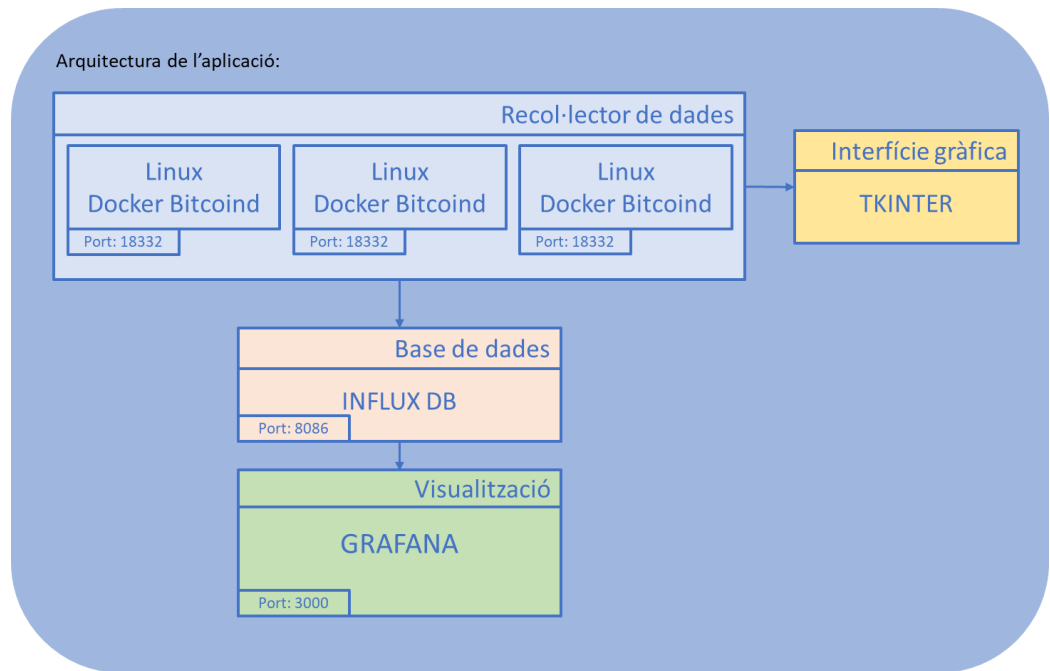 Arquitectura de l’aplicació:
Recol·lector de dades
Linux
Docker Bitcoind
Port: 18332
Linux
Docker Bitcoind
Port: 18332
Linux
Docker Bitcoind
Port: 18332
Interfície gràfica
TKINTER
Base de dades
INFLUX DB
Port: 8086
Visualització
GRAFANA
Port: 3000